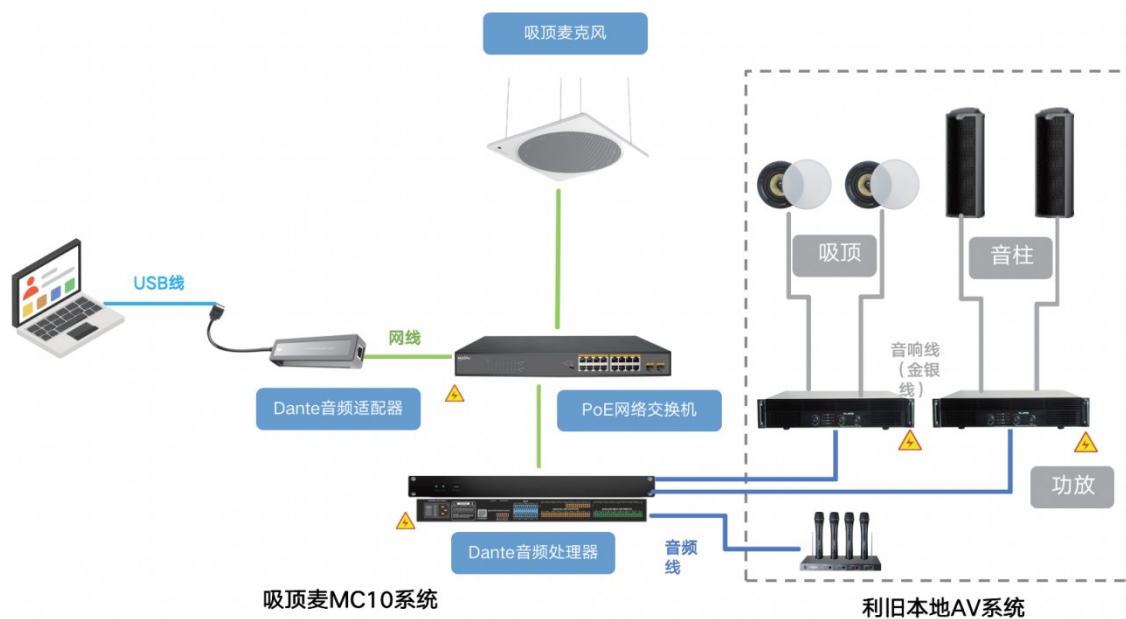 吸顶麦克风
USB线
网线
Dante音频适配器
PoE网络交换机
吸顶
音柱
音响线
（金银
线）
功放
Dante音频处理器
音频
线
吸顶麦MC10系统
利旧本地AV系统